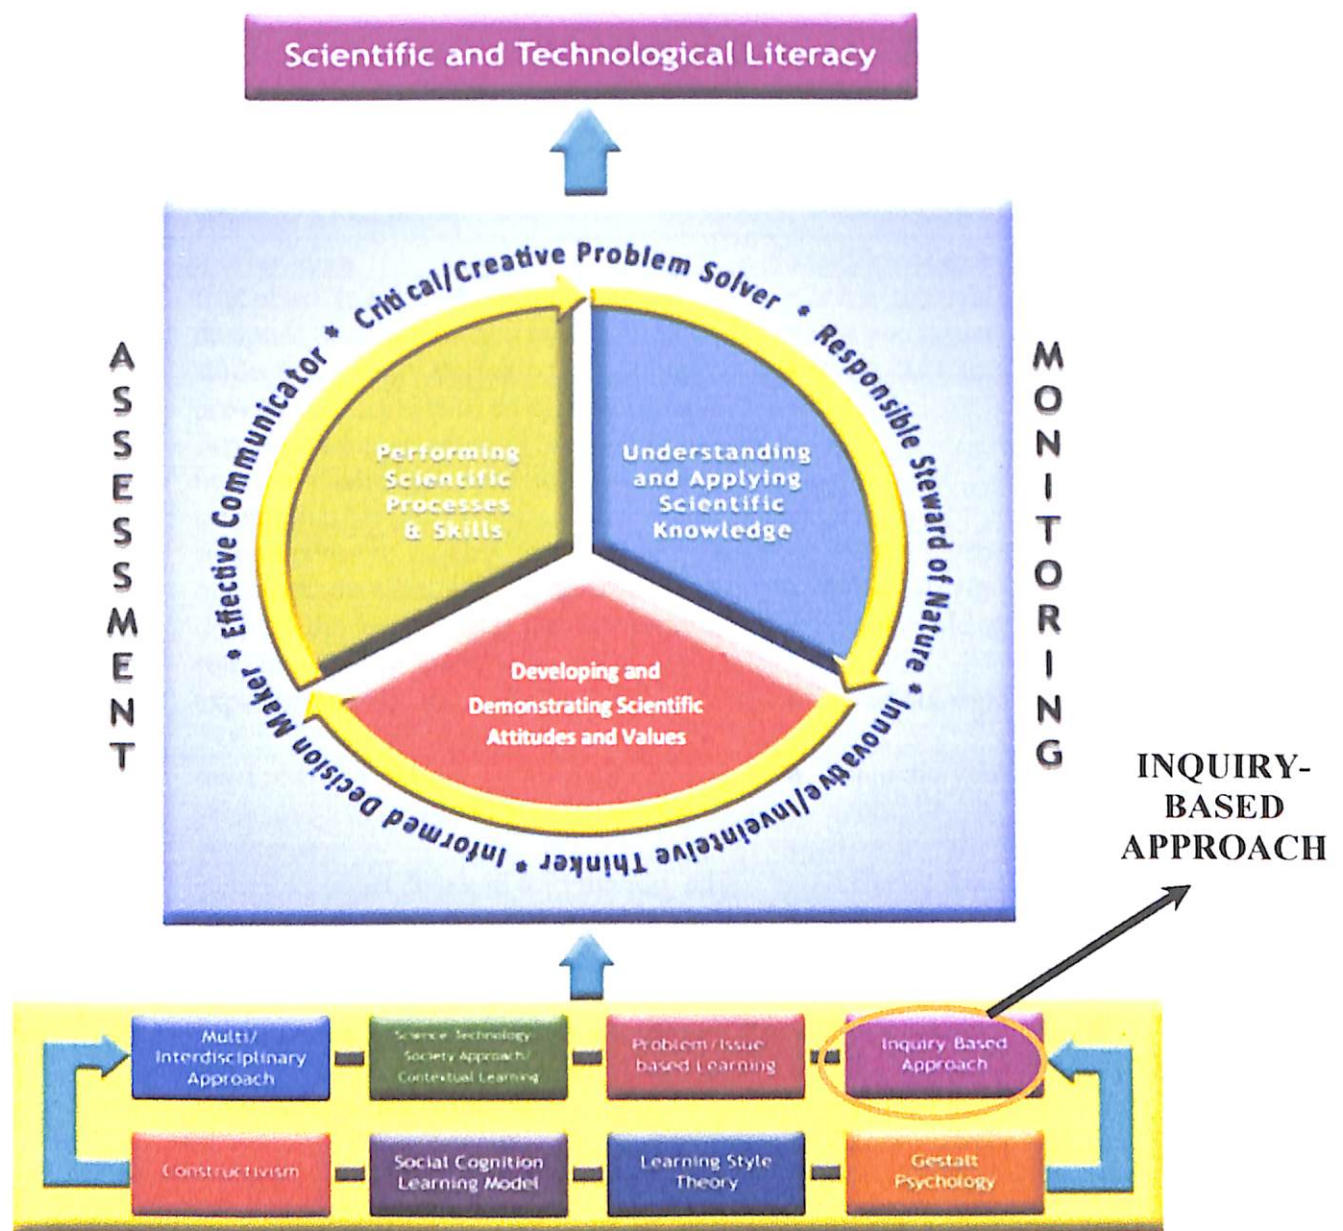 Scientific and Technological Literacy
Effective Communicator * Critical/Creative Problem Solver * Responsible Steward of Nature * Innovative/Inveinteive Thinker * Informed Decision Maker *
ASSESSMENT
MONITORING
Performing
Scientific
Processes
& Skills
Understanding
and Applying
Scientific
Knowledge
Developing and
Demonstrating Scientific
Attitudes and Values
INQUIRY-
BASED
APPROACH
Multi/
Interdisciplinary
Approach
Science Technology
Society Approach/
Contextual Learning
Problem/Issue
based Learning
Inquiry Based
Approach
Constructivism
Social Cognition
Learning Model
Learning Style
Theory
Gestalt
Psychology